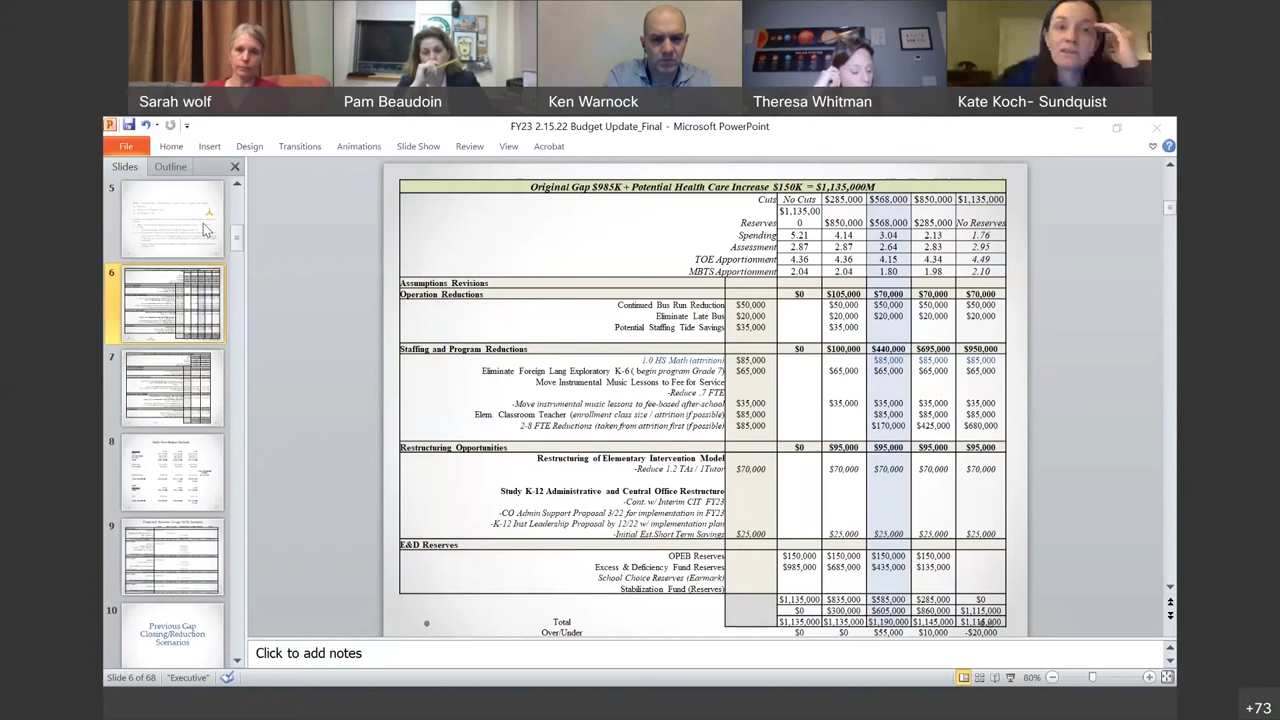 Sarah wolf
Pam Beaudoin
Ken Warnock
Theresa Whitman
Kate Koch- Sundquist
FY23 2.15.22 Budget Update_Final - Microsoft PowerPoint
File Home Insert Design Transitions Animations Slide Show Review View Acrobat
Slides Outline
5
6
7
8
9
10
Previous Gap
Closing/Reduction
Scenarios
Original Gap $985K + Potential Health Care Increase $150K = $1,135,000M
Cuts No Cuts $285,000 $568,000 $850,000 $1,135,000
$1,135,00
Reserves 0 $850,000 $568,000 $285,000 No Reserves
Spending 5.21 4.14 3.04 2.13 1.76
Assessment 2.87 2.87 2.64 2.83 2.95
TOE Apportionment 4.36 4.36 4.15 4.34 4.49
MBTS Apportionment 2.04 2.04 1.80 1.98 2.10
Assumptions Revisions
Operation Reductions $0 $105,000 $70,000 $70,000 $70,000
Continued Bus Run Reduction $50,000 $50,000 $50,000 $50,000 $50,000
Eliminate Late Bus $20,000 $20,000 $20,000 $20,000 $20,000
Potential Staffing Tide Savings $35,000 $35,000
Staffing and Program Reductions $0 $100,000 $440,000 $695,000 $950,000
1.0 HS Math (attrition) $85,000 $85,000 $85,000 $85,000
Eliminate Foreign Lang Exploratory K-6 ( begin program Grade 7) $65,000 $65,000 $65,000 $65,000 $65,000
Move Instrumental Music Lessons to Fee for Service
-Reduce .7 FTE
-Move instrumental music lessons to fee-based after-school $35,000 $35,000 $35,000 $35,000 $35,000
Elem. Classroom Teacher (enrollment class size / attrition if possible) $85,000 $85,000 $85,000 $85,000
2-8 FTE Reductions (taken from attrition first if possible) $85,000 $170,000 $425,000 $680,000
Restructuring Opportunities $0 $95,000 $95,000 $95,000 $95,000
Restructuring of Elementary Intervention Model
-Reduce 1.2 TAs / 1Tutor $70,000 $70,000 $70,000 $70,000 $70,000
Study K-12 Administrative and Central Office Restructure
-Cont. w/ Interim CIT FY23
-CO Admin Support Proposal 3/22 for implementation in FY23
-K-12 Inst Leadership Proposal by 12/22 w/ implementation plan
-Initial Est.Short Term Savings $25,000 $25,000 $25,000 $25,000 $25,000
E&D Reserves
OPEB Reserves $150,000 $150,000 $150,000 $150,000
Excess & Deficiency Fund Reserves $985,000 $685,000 $435,000 $135,000
School Choice Reserves (Earmark)
Stabilization Fund (Reserves)
$1,135,000 $835,000 $585,000 $285,000 $0
$0 $300,000 $605,000 $860,000 $1,115,000
Total $1,135,000 $1,135,000 $1,190,000 $1,145,000 $1,115,000
Over/Under $0 $0 $55,000 $10,000 -$20,000
Click to add notes
Slide 6 of 68 "Executive" 80%
+73